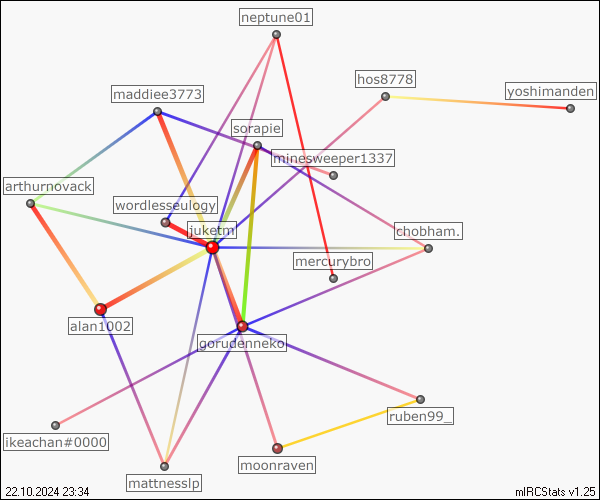 neptune01
hos8778
yoshimanden
maddiee3773
sorapie
minesweeper1337
arthurnovack
wordlesseulogy
juketm
chobham.
mercurybro
alan1002
gorudenneko
ruben99_
ikeachan#0000
moonraven
mattnesslp
22.10.2024 23:34
mIRCStats v1.25